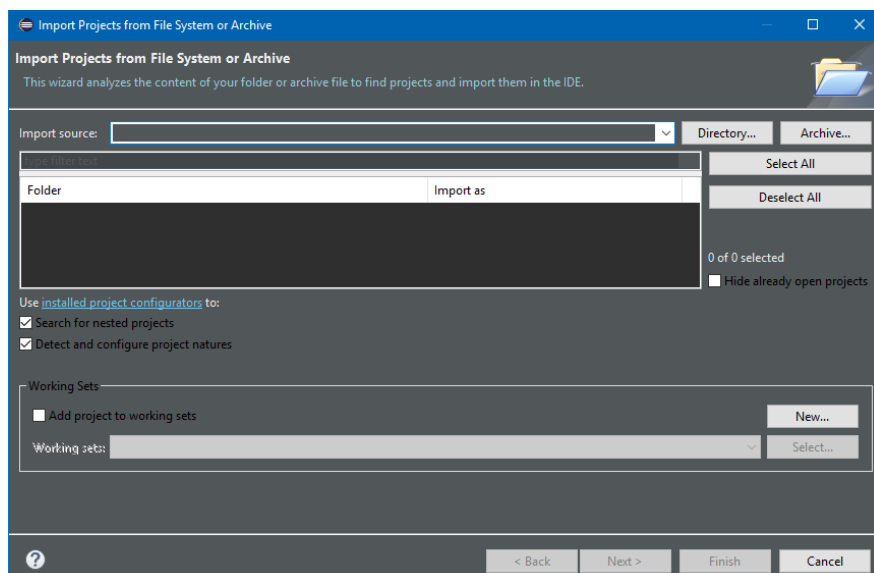 Import Projects from File System or Archive
Import Projects from File System or Archive
This wizard analyzes the content of your folder or archive file to find projects and import them in the IDE.
Import source: Directory... Archive...
type filter text Select All
Folder Import as
Deselect All
0 of 0 selected
Hide already open projects
Use installed project configurators to:
Search for nested projects
Detect and configure project natures
Working Sets
Add project to working sets New...
Working sets: Select...
? < Back Next > Finish Cancel